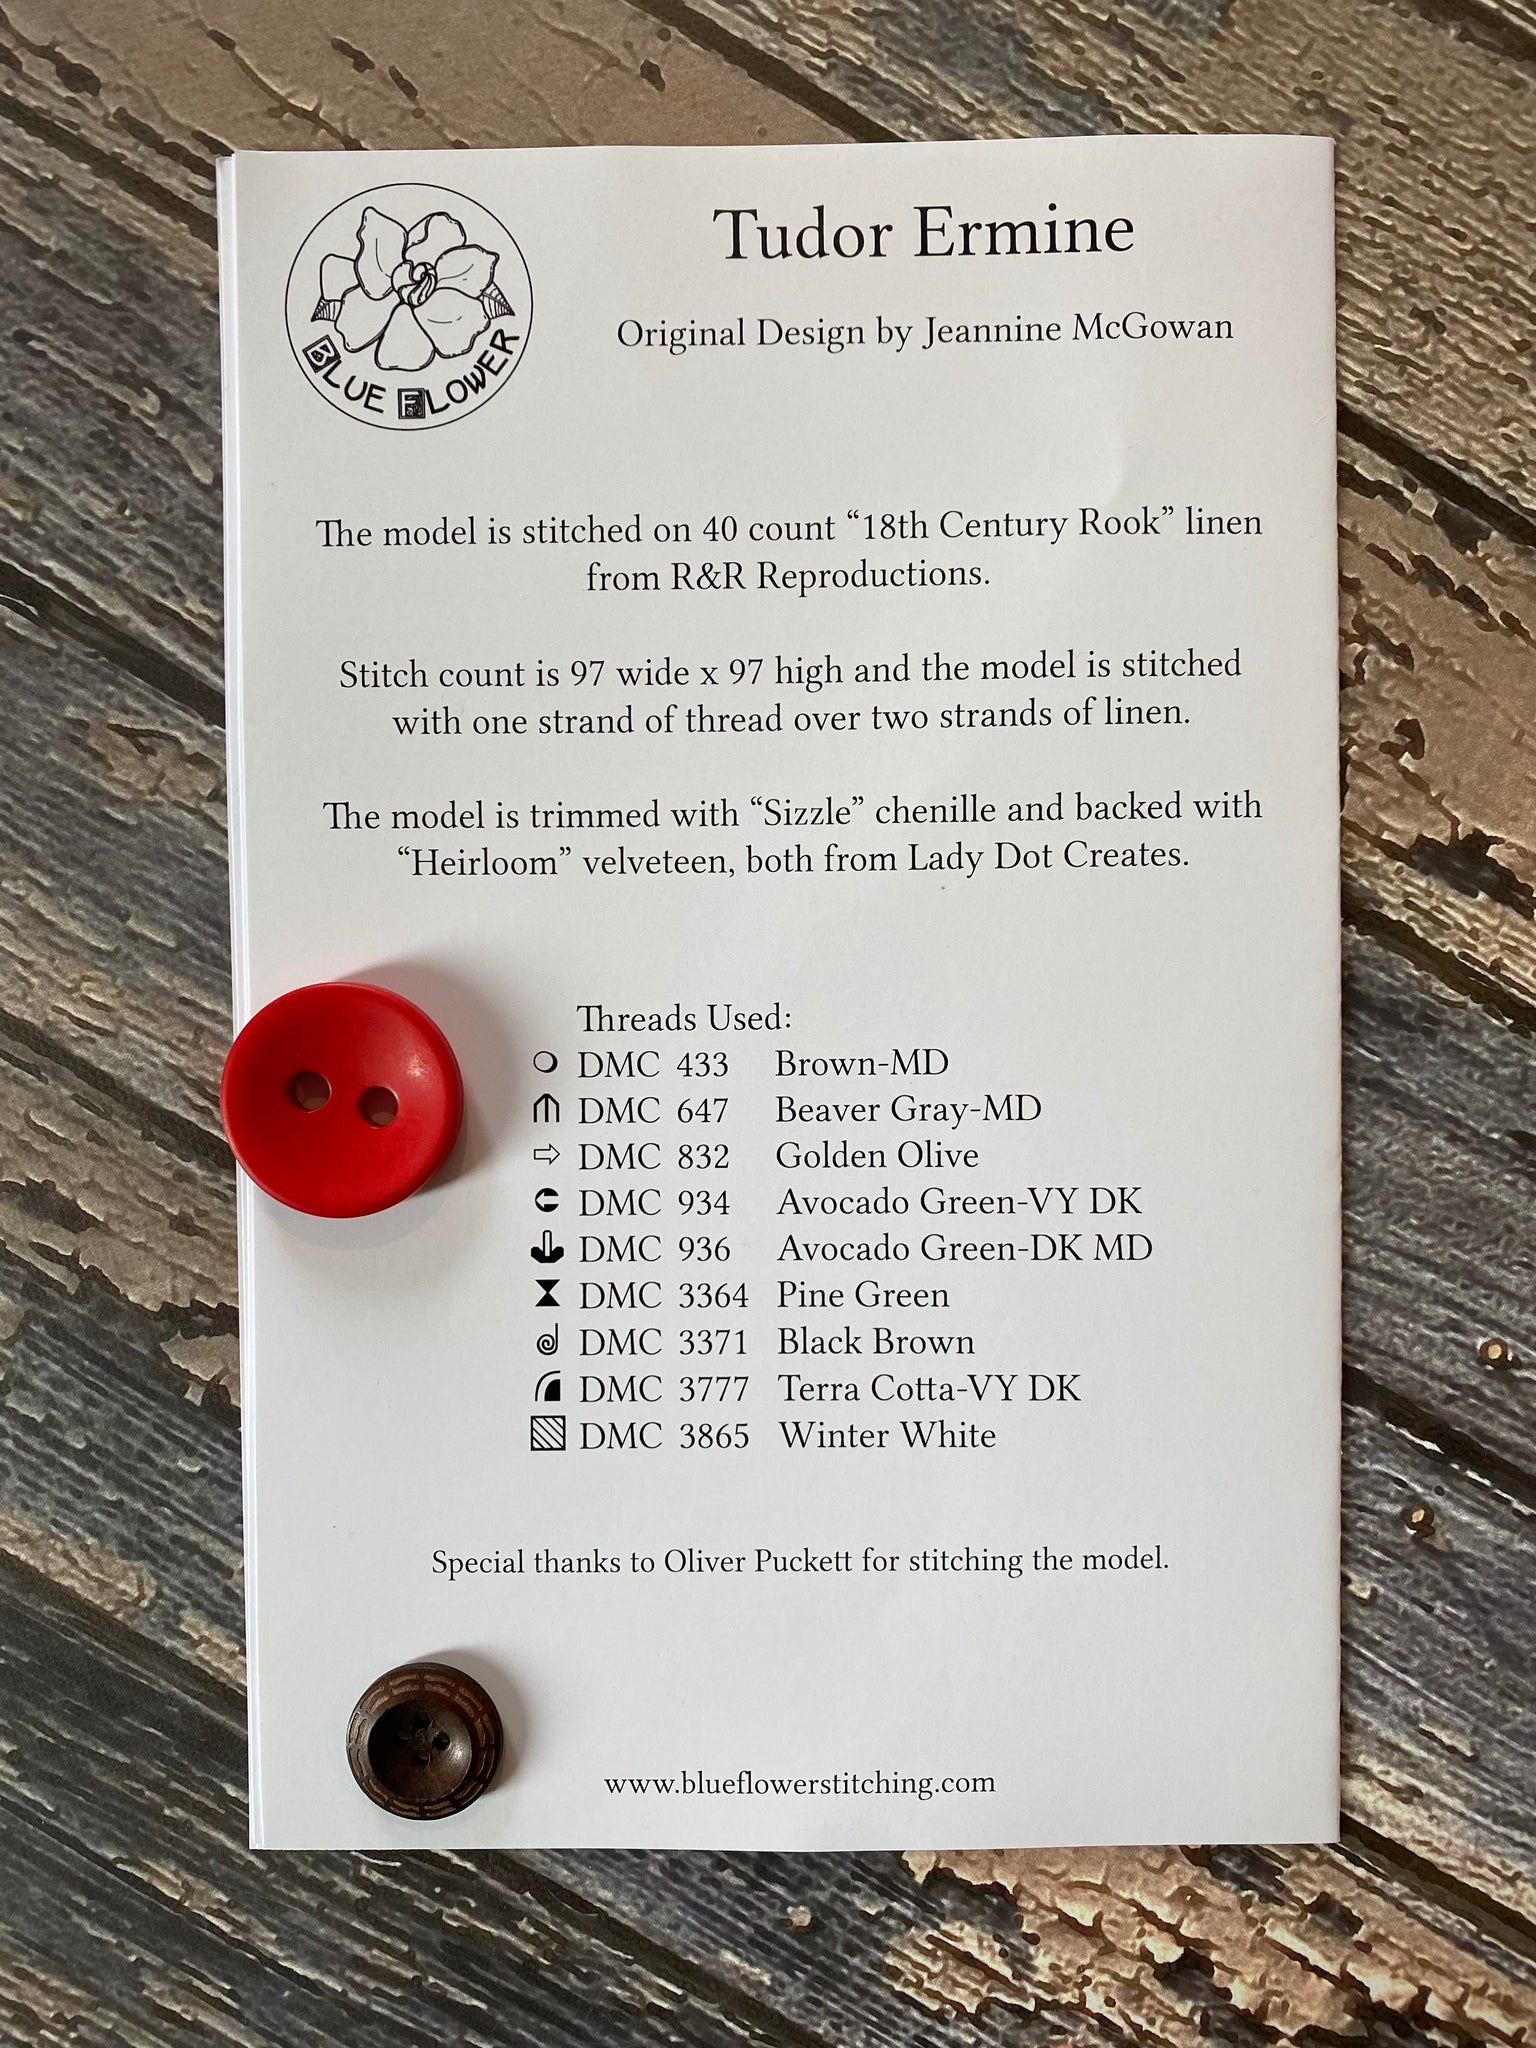 BLUE FLOWER
Tudor Ermine
Original Design by Jeannine McGowan
The model is stitched on 40 count “18th Century Rook” linen
from R&R Reproductions.
Stitch count is 97 wide x 97 high and the model is stitched
with one strand of thread over two strands of linen.
The model is trimmed with “Sizzle” chenille and backed with
“Heirloom” velveteen, both from Lady Dot Creates.
Threads Used:
DMC 433 Brown-MD
DMC 647 Beaver Gray-MD
DMC 832 Golden Olive
DMC 934 Avocado Green-VY DK
DMC 936 Avocado Green-DK MD
DMC 3364 Pine Green
DMC 3371 Black Brown
DMC 3777 Terra Cotta-VY DK
DMC 3865 Winter White
Special thanks to Oliver Puckett for stitching the model.
www.blueflowerstitching.com